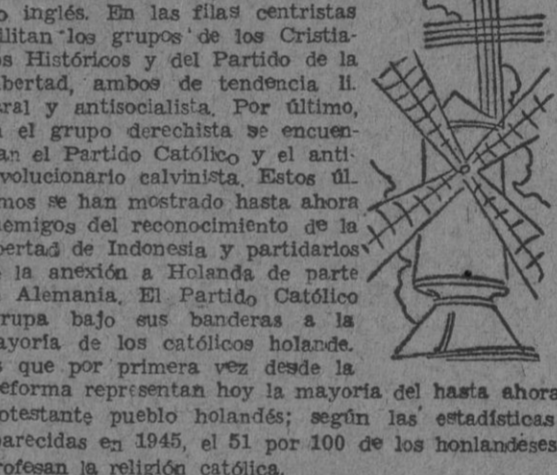 o inglés. En las filas centristas
ilitan los grupos de los Cristia-
os Históricos y del Partido de la
ibertad, ambos de tendencia li.
ral y antisocialista. Por último,
n el grupo derechista se encuen-
an el Partido Católico y el anti-
volucionario calvinista. Estos úl-
mos se han mostrado hasta ahora
emigos del reconocimiento de la
bertad de Indonesia y partidarios
e la anexión a Holanda de parte
Alemania. El Partido Católico
rupa bajo sus banderas a la
ayoría de los católicos holande.
s que por primera vez desde la
eforma representan hoy la mayoría del hasta ahora
otestante pueblo holandés; según las estadísticas
parecidas en 1945, el 51 por 100 de los honlandéses
rofesan la religión católica.